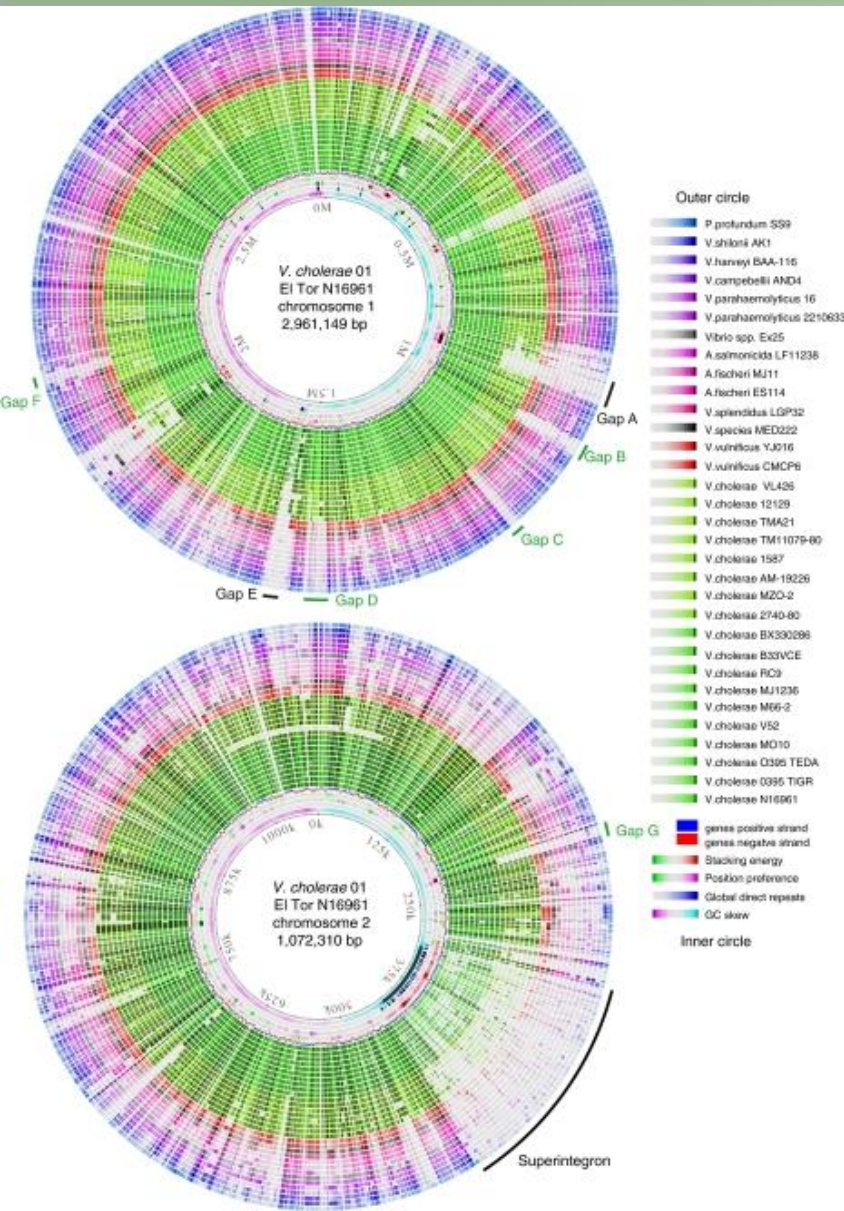 0M
0.5M
1M
1.5M
2M
2.5M
V. cholerae 01
El Tor N16961
chromosome 1
2,961,149 bp
Gap A
Gap B
Gap C
Gap D
Gap E
Gap F
Outer circle
P.profundum SS9
V.shilonii AK1
V.harveyi BAA-116
V.campebellii AND4
V.parahaemolyticus 16
V.parahaemolyticus 2210633
Vibrio spp. Ex25
A.salmonicida LF11238
A.fischeri MJ11
A.fischeri ES114
V.splendidus LGP32
V.species MED222
V.vulnificus YJ016
V.vulnificus CMCP6
V.cholerae VL426
V.cholerae 12129
V.cholerae TMA21
V.cholerae TM11079-80
V.cholerae 1587
V.cholerae AM-19226
V.cholerae MZO-2
V.cholerae 2740-80
V.cholerae BX330286
V.cholerae B33VCE
V.cholerae RC9
V.cholerae MJ1236
V.cholerae M66-2
V.cholerae V52
V.cholerae MO10
V.cholerae O395 TEDA
V.cholerae 0395 TIGR
V.cholerae N16961
genes positive strand
genes negatve strand
Stacking energy
Position preference
Global direct repeats
GC skew
Inner circle
0k
125k
250k
375k
500k
625k
750k
875k
1000k
V. cholerae 01
El Tor N16961
chromosome 2
1,072,310 bp
Gap G
Superintegron